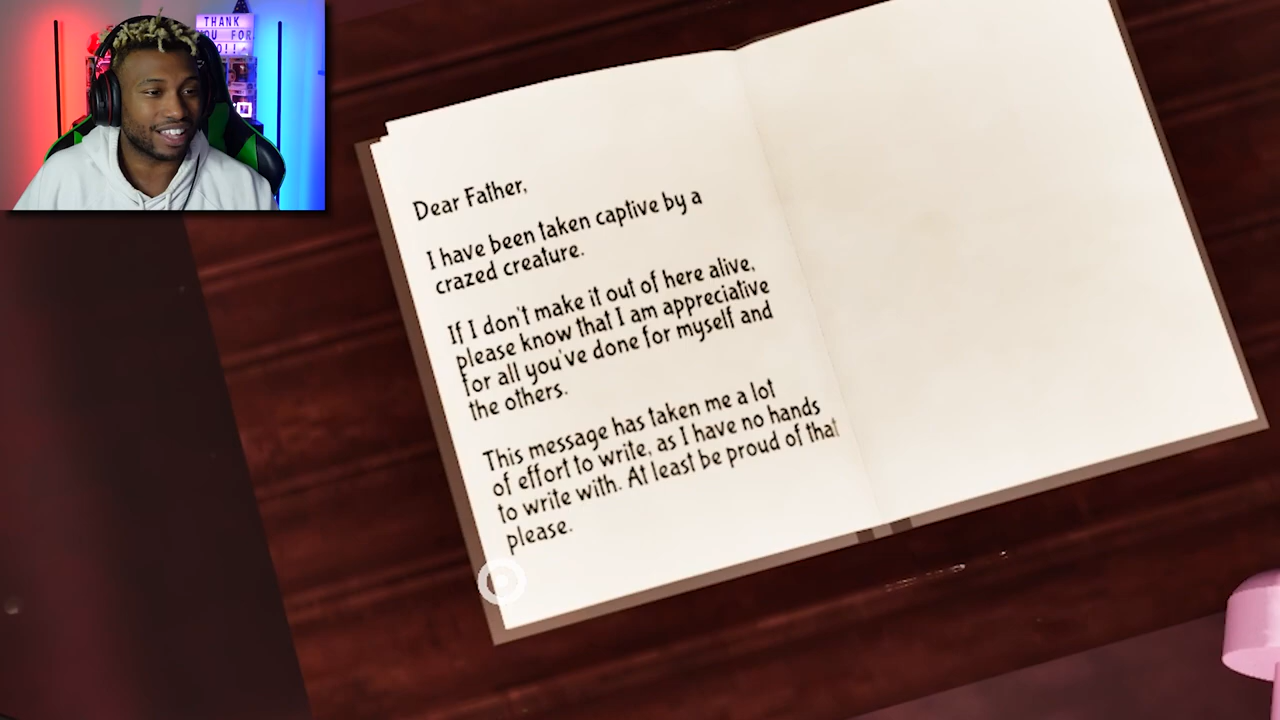 THANK
YOU FOR
Dear Father,
I have been taken captive by a
crazed creature.
If I don't make it out of here alive,
please know that I am appreciative
for all you've done for myself and
the others.
This message has taken me a lot
of effort to write, as I have no hands
to write with. At least be proud of that
please.